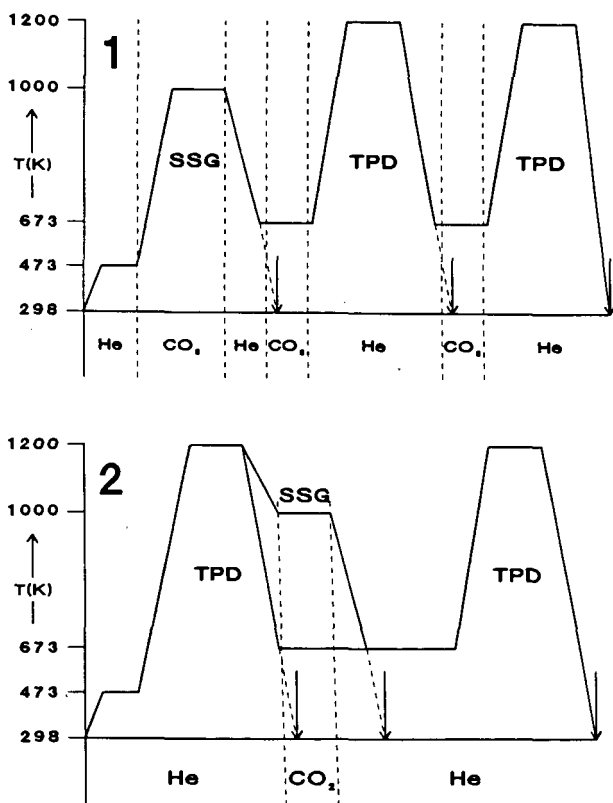 1200
1
TPD TPD
1000
T(K)
SSG
673
473
298
He CO₂ He CO₂ He CO₂ He
1200
2
SSG
1000
T(K)
TPD TPD
673
473
298
He CO₂ He